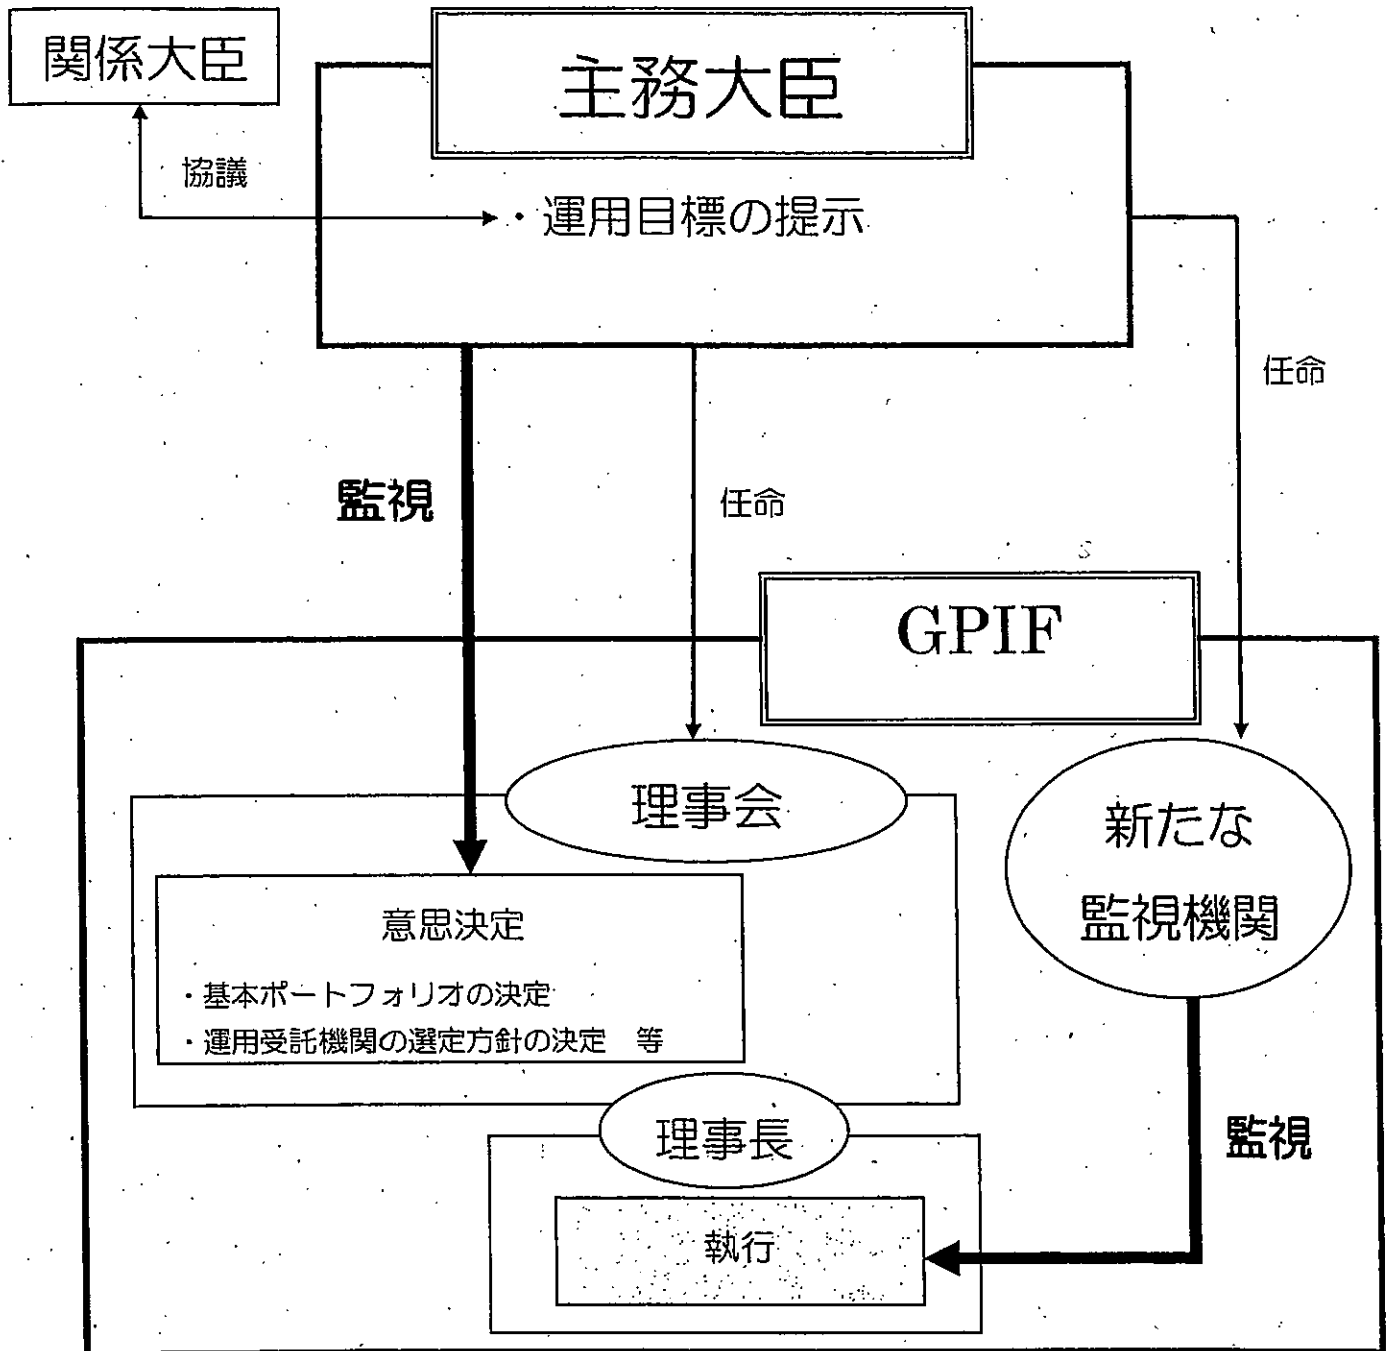 関係大臣
主務大臣
協議
・運用目標の提示
任命
監視
任命
GPIF
理事会
新たな
監視機関
意思決定
・基本ポートフォリオの決定
・運用受託機関の選定方針の決定　等
理事長
監視
執行